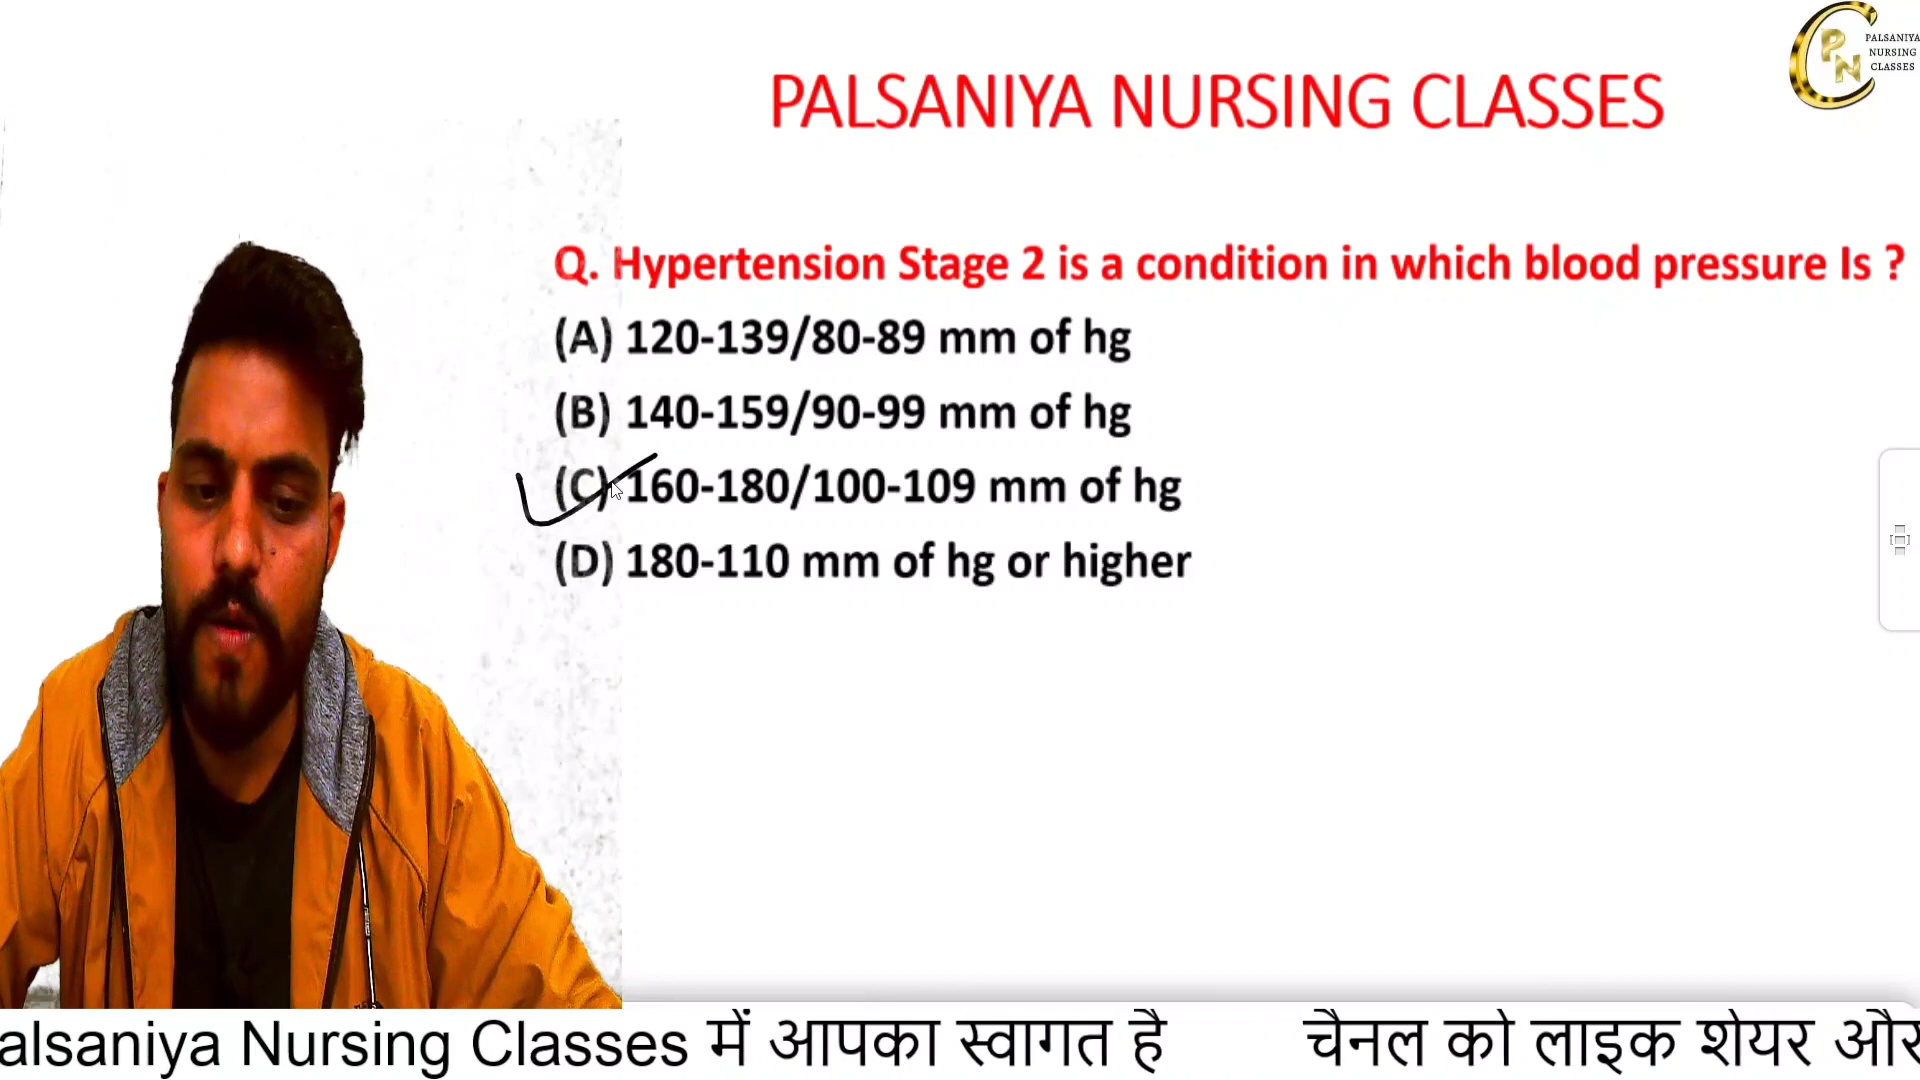 PALSANIYA
NURSING
CLASSES
CPN
PALSANIYA NURSING CLASSES
Q. Hypertension Stage 2 is a condition in which blood pressure Is ?
(A) 120-139/80-89 mm of hg
(B) 140-159/90-99 mm of hg
(C) 160-180/100-109 mm of hg
(D) 180-110 mm of hg or higher
alsaniya Nursing Classes में आपका स्वागत है चैनल को लाइक शेयर और